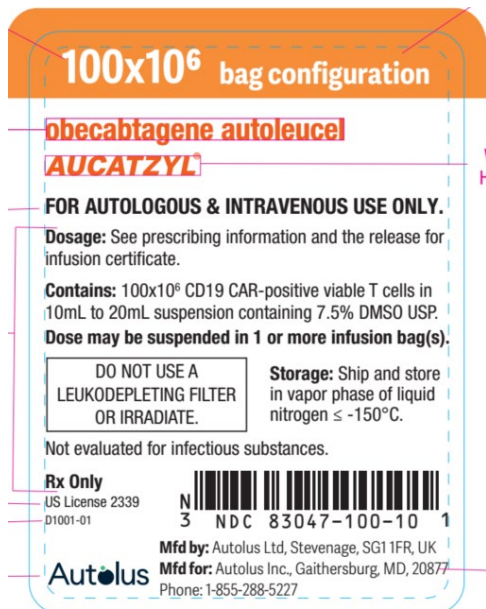 100x10⁶ bag configuration
obecabtagene autoleucel
AUCATZYL®
FOR AUTOLOGOUS & INTRAVENOUS USE ONLY.
Dosage: See prescribing information and the release for
infusion certificate.
Contains: 100x10⁶ CD19 CAR-positive viable T cells in
10mL to 20mL suspension containing 7.5% DMSO USP.
Dose may be suspended in 1 or more infusion bag(s).
DO NOT USE A
LEUKODEPLETING FILTER
OR IRRADIATE.
Storage: Ship and store
in vapor phase of liquid
nitrogen ≤ -150°C.
Not evaluated for infectious substances.
Rx Only
US License 2339
D1001-01
N
3 NDC 83047-100-10 1
Autolus
Mfd by: Autolus Ltd, Stevenage, SG1 1FR, UK
Mfd for: Autolus Inc., Gaithersburg, MD, 20877
Phone: 1-855-288-5227